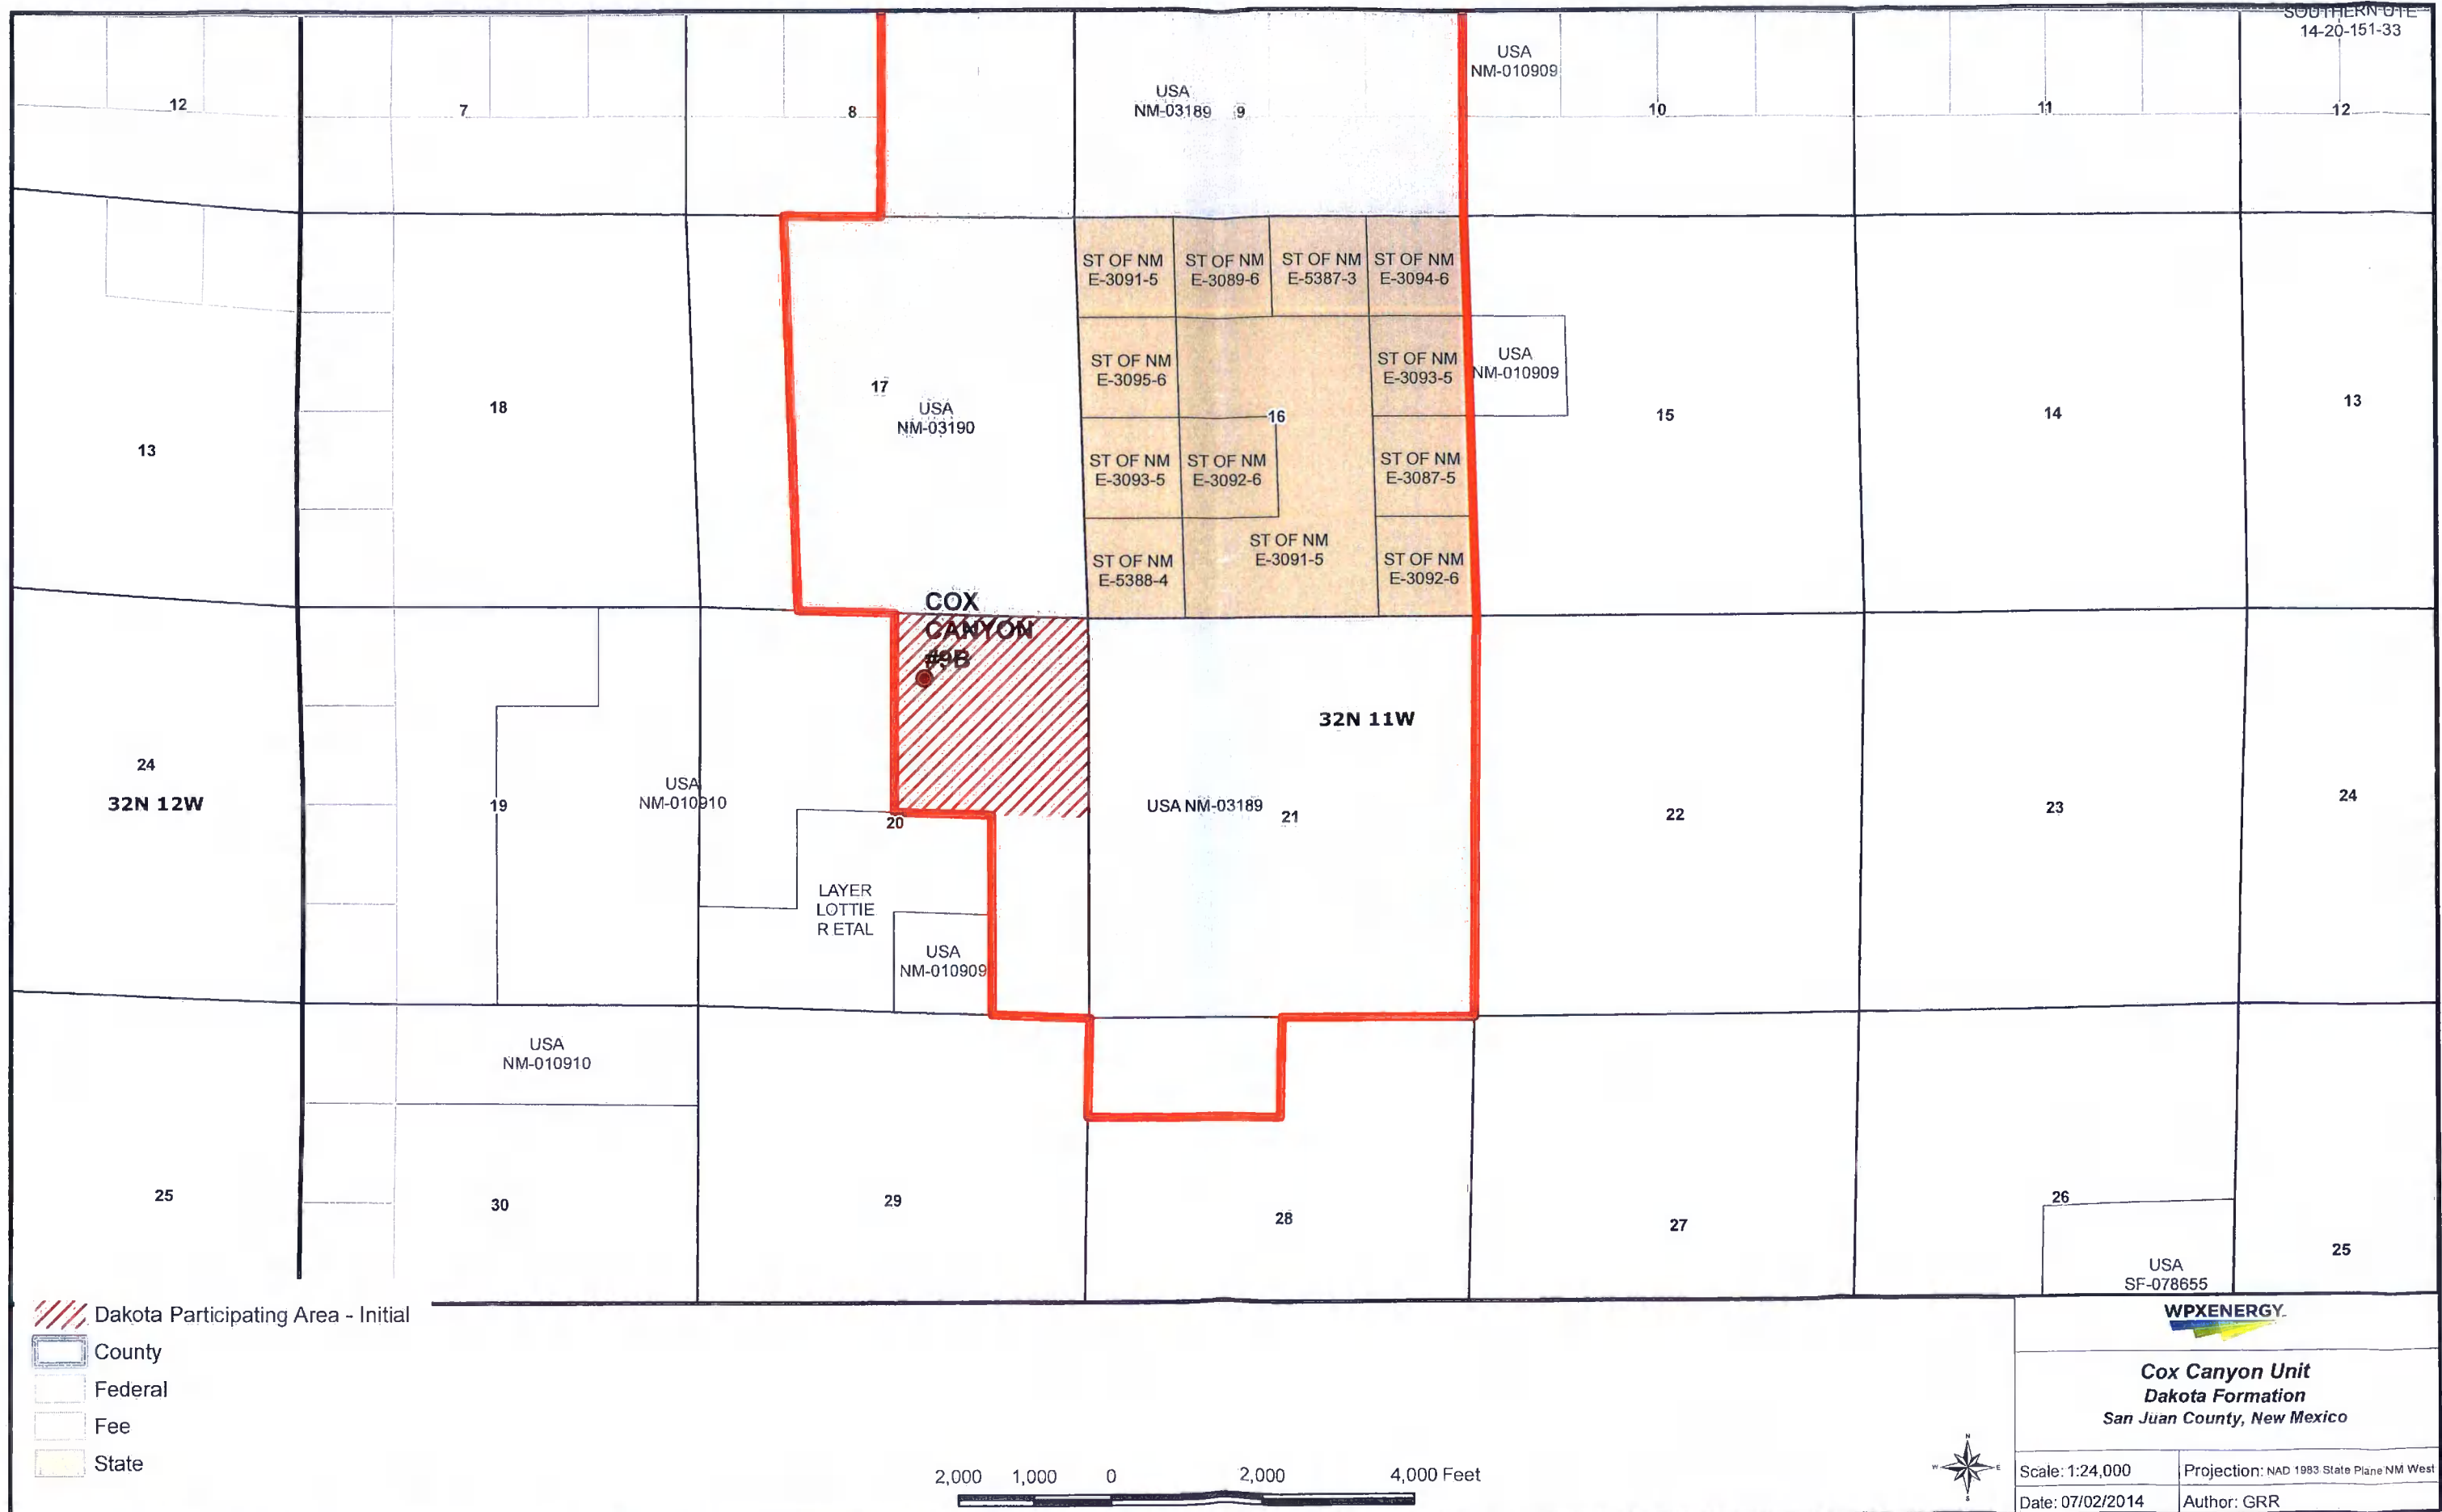 SOUTHERN UTE
14-20-151-33
USA
NM-010909
USA
NM-03189
12
7
8
9
10
11
12
ST OF NM
E-3091-5
ST OF NM
E-3089-6
ST OF NM
E-5387-3
ST OF NM
E-3094-6
ST OF NM
E-3095-6
ST OF NM
E-3093-5
USA
NM-010909
17
USA
NM-03190
18
16
15
14
13
13
ST OF NM
E-3093-5
ST OF NM
E-3092-6
ST OF NM
E-3087-5
ST OF NM
E-5388-4
ST OF NM
E-3091-5
ST OF NM
E-3092-6
COX
CANYON
#9B
32N 11W
24
32N 12W
19
USA
NM-010910
20
USA NM-03189
21
22
23
24
LAYER
LOTTIE
R ETAL
USA
NM-010909
USA
NM-010910
25
30
29
28
27
26
25
USA
SF-078655
Dakota Participating Area - Initial
County
Federal
Fee
State
2,000 1,000 0 2,000 4,000 Feet
N
W E
S
WPXENERGY
Cox Canyon Unit
Dakota Formation
San Juan County, New Mexico
Scale: 1:24,000
Projection: NAD 1983 State Plane NM West
Date: 07/02/2014
Author: GRR